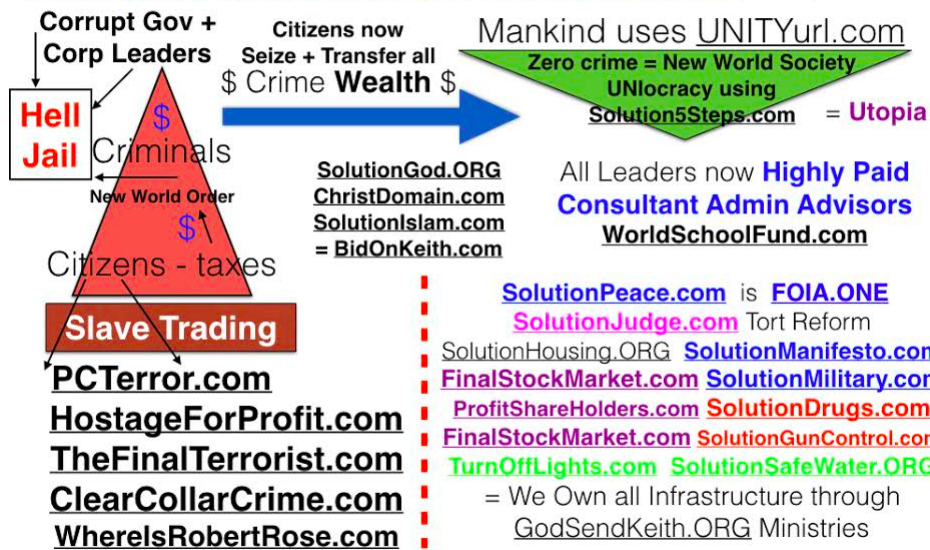 Corrupt Gov +
Corp Leaders
Hell
Jail
$
Criminals
New World Order
$
Citizens - taxes
Slave Trading
PCTerror.com
HostageForProfit.com
TheFinalTerrorist.com
ClearCollarCrime.com
WhereIsRobertRose.com
Citizens now
Seize + Transfer all
$ Crime Wealth $
SolutionGod.ORG
ChristDomain.com
SolutionIslam.com
= BidOnKeith.com
Mankind uses UNITYurl.com
Zero crime = New World Society
UNIocracy using
Solution5Steps.com = Utopia
All Leaders now Highly Paid
Consultant Admin Advisors
WorldSchoolFund.com
SolutionPeace.com is FOIA.ONE
SolutionJudge.com Tort Reform
SolutionHousing.ORG SolutionManifesto.com
FinalStockMarket.com SolutionMilitary.com
ProfitShareHolders.com SolutionDrugs.com
FinalStockMarket.com SolutionGunControl.com
TurnOffLights.com SolutionSafeWater.ORG
= We Own all Infrastructure through
GodSendKeith.ORG Ministries